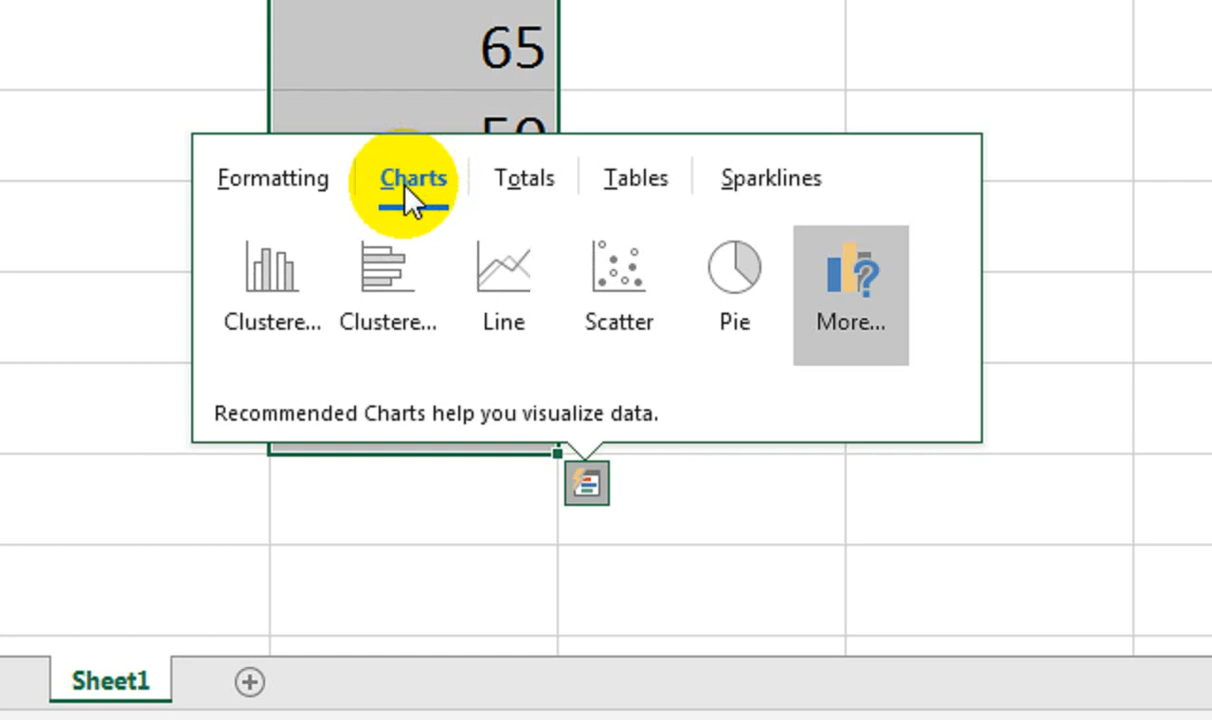 65
50
Formatting Charts Totals Tables Sparklines
Clustere... Clustere... Line Scatter Pie More...
Recommended Charts help you visualize data.
Sheet1